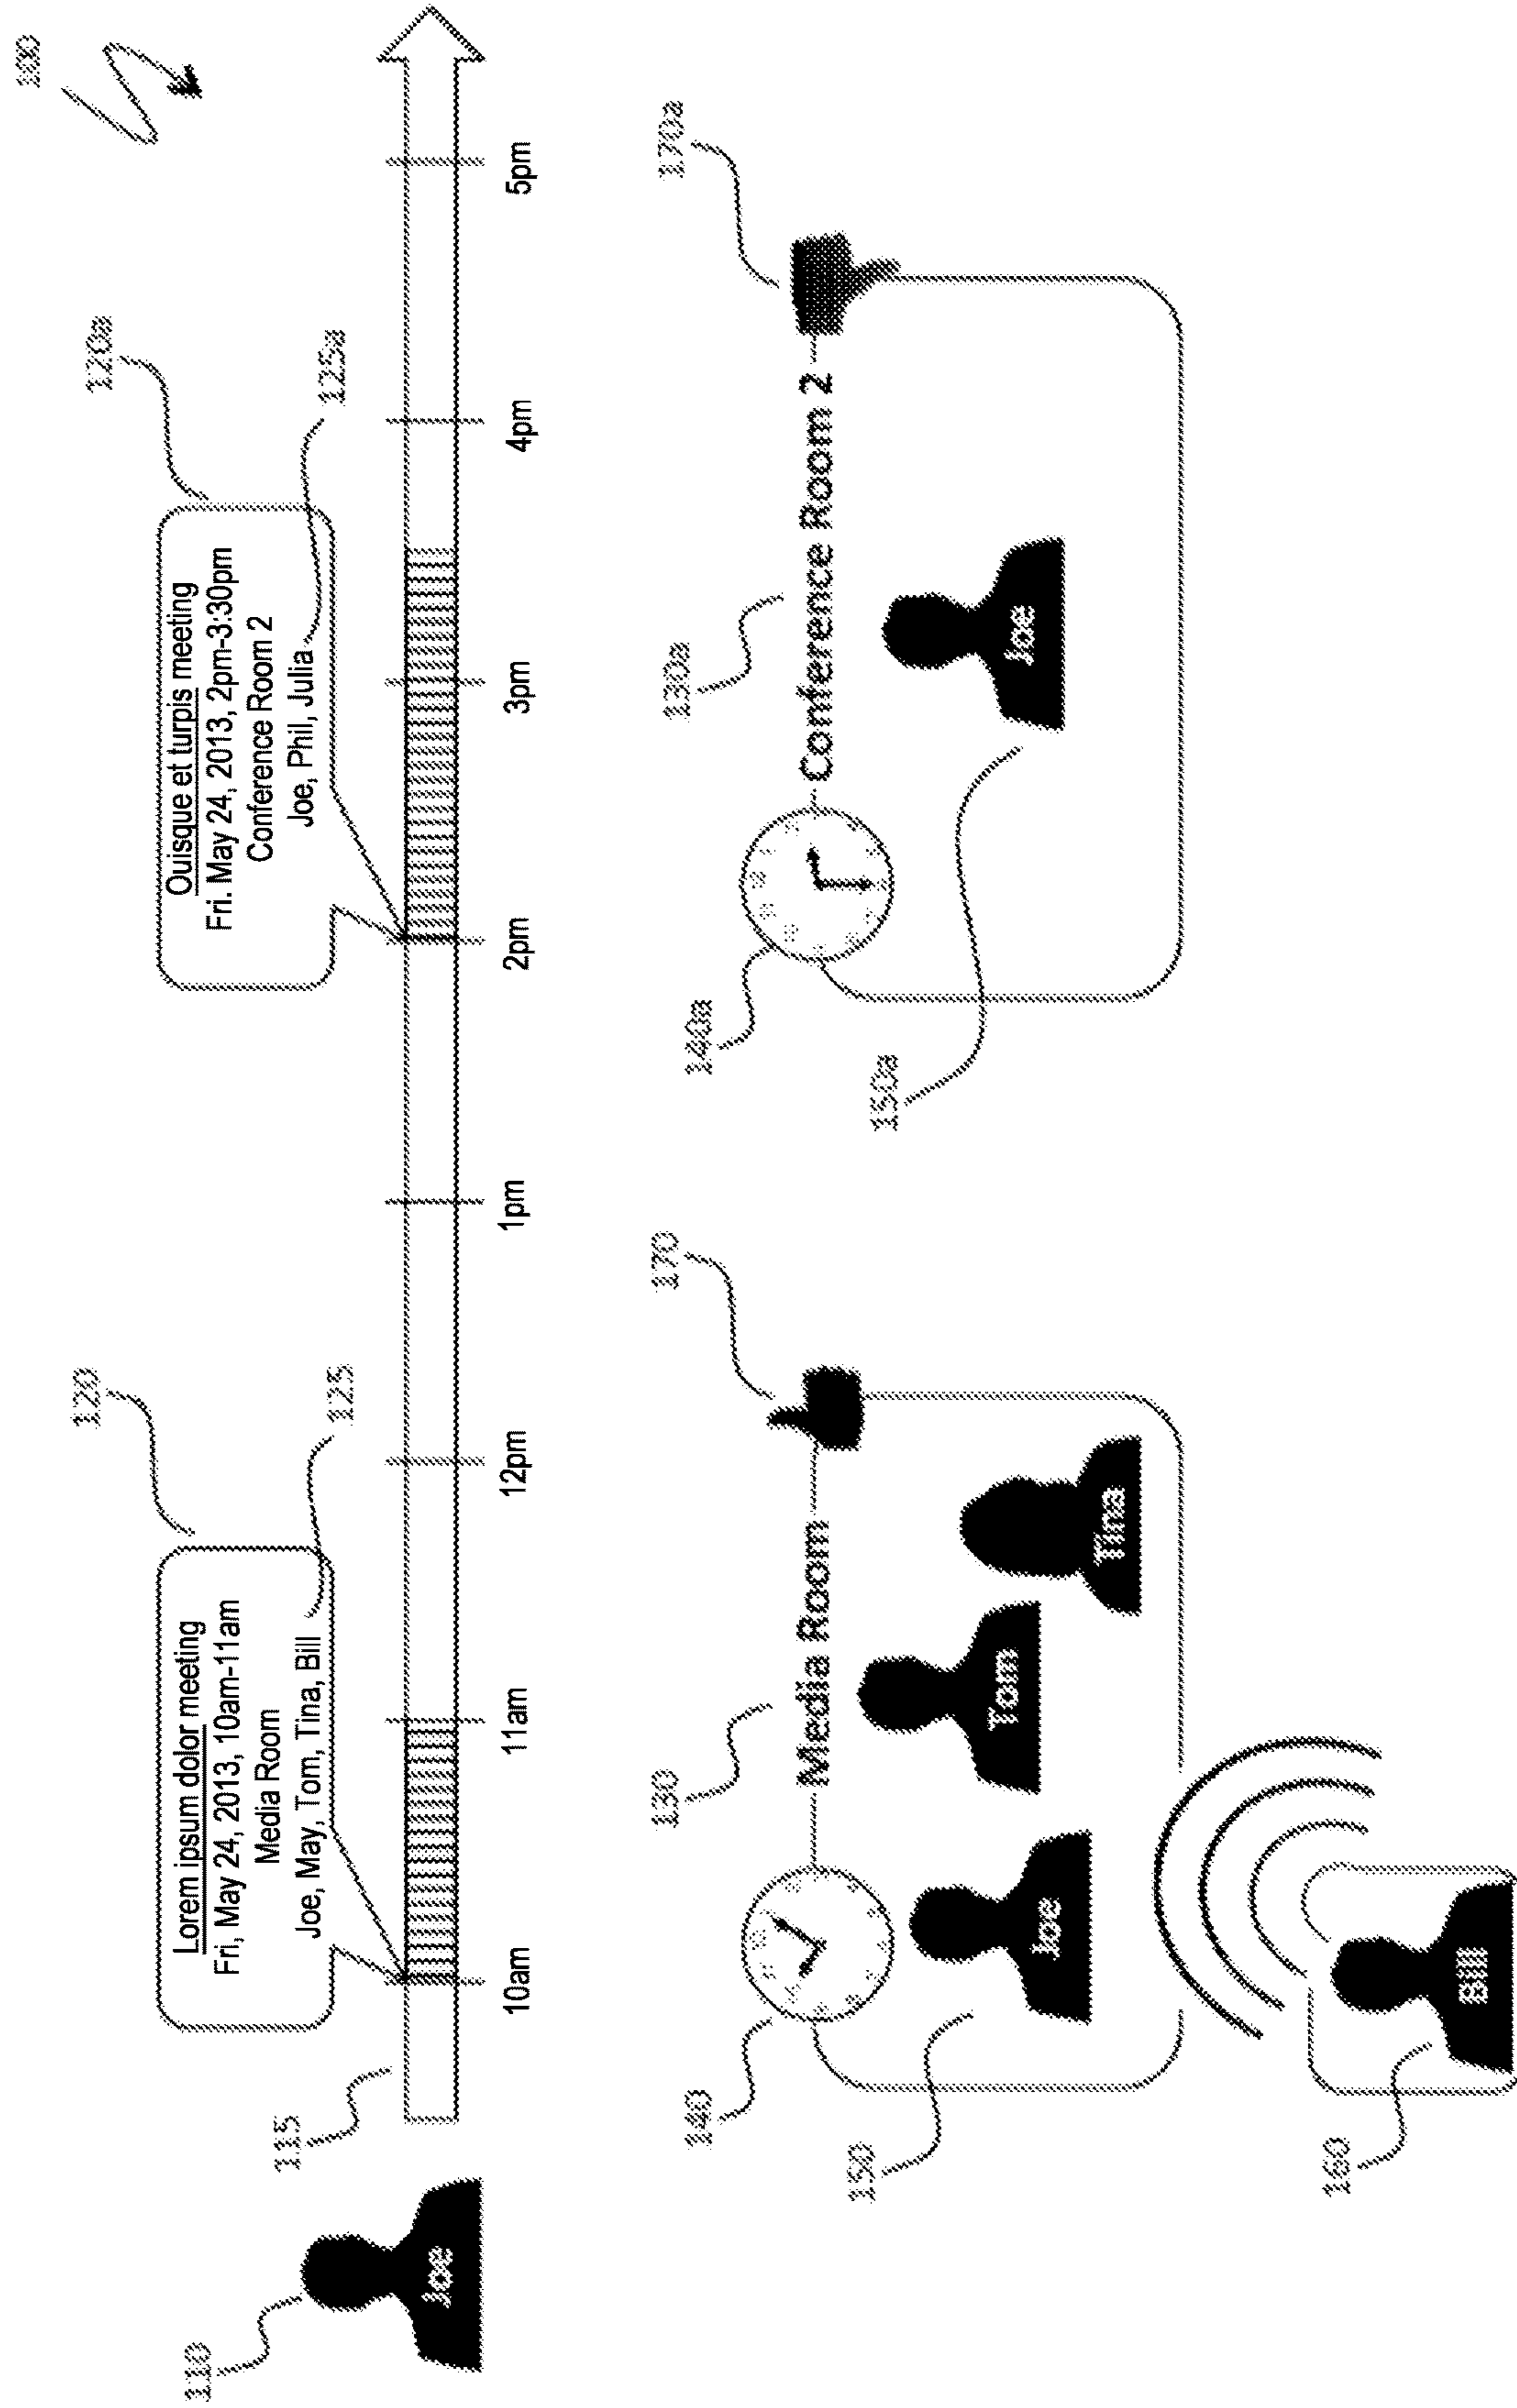 100
120
Lorem ipsum dolor meeting
Fri, May 24, 2013, 10am-11am
Media Room
Joe, May, Tom, Tina, Bill
125
120a
Quisque et turpis meeting
Fri. May 24, 2013, 2pm-3:30pm
Conference Room 2
Joe, Phil, Julia
125a
110
Joe
115
10am
11am
12pm
1pm
2pm
3pm
4pm
5pm
140
130
Media Room
170
150
Joe
Tom
Tina
160
Bill
140a
130a
Conference Room 2
170a
150a
Joe